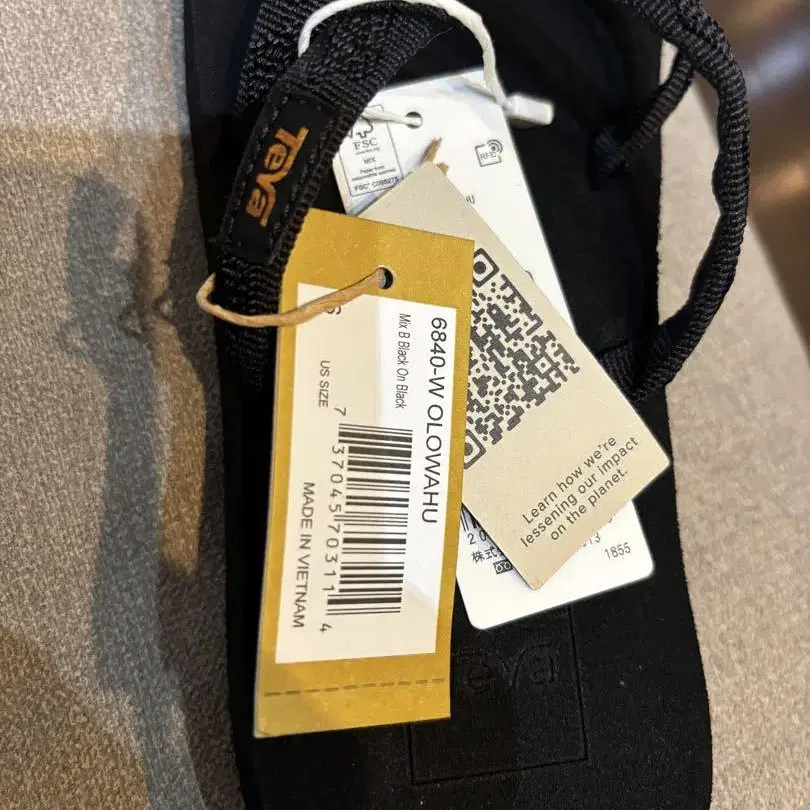 Teva
FSC
MIX
RFID
6840-W OLOWAHU
Mix B Black On Black
US SIZE
7 37045 70311 4
MADE IN VIETNAM
Learn how we're
lessening our impact
on the planet.
株式
1855
Teva